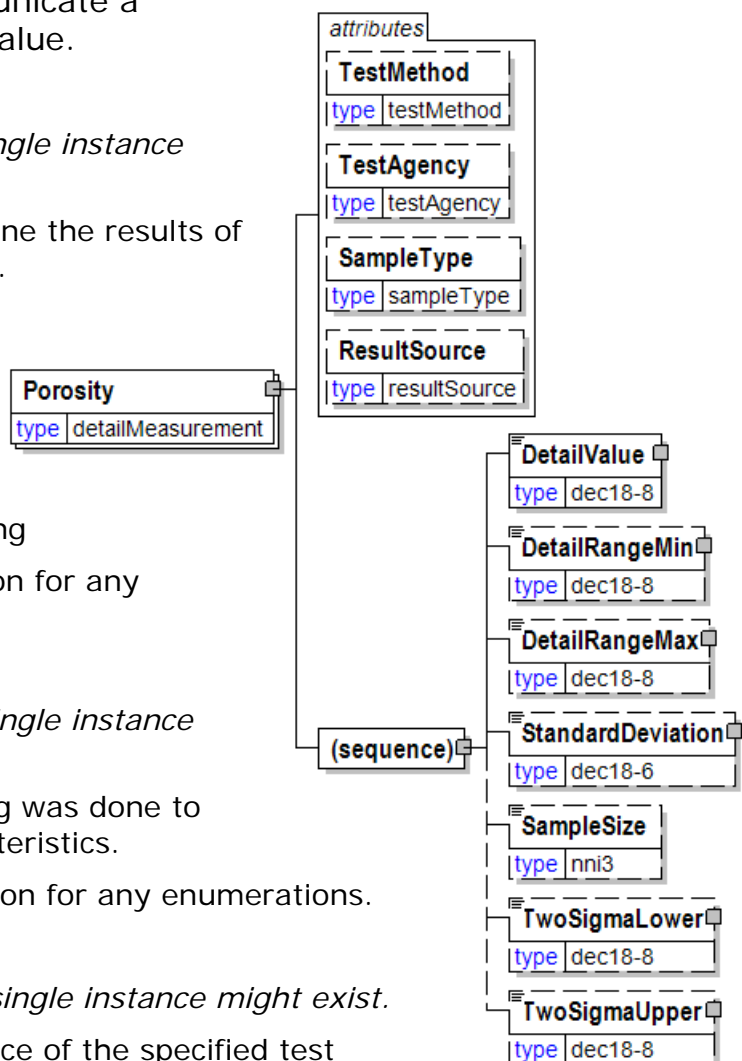 unicate a
alue.
ngle instance
ne the results of
.
ng
on for any
ingle instance
g was done to
teristics.
on for any enumerations.
single instance might exist.
ce of the specified test
attributes
TestMethod
type testMethod
TestAgency
type testAgency
SampleType
type sampleType
ResultSource
type resultSource
Porosity
type detailMeasurement
(sequence)
DetailValue
type dec18-8
DetailRangeMin
type dec18-8
DetailRangeMax
type dec18-8
StandardDeviation
type dec18-6
SampleSize
type nni3
TwoSigmaLower
type dec18-8
TwoSigmaUpper
type dec18-8